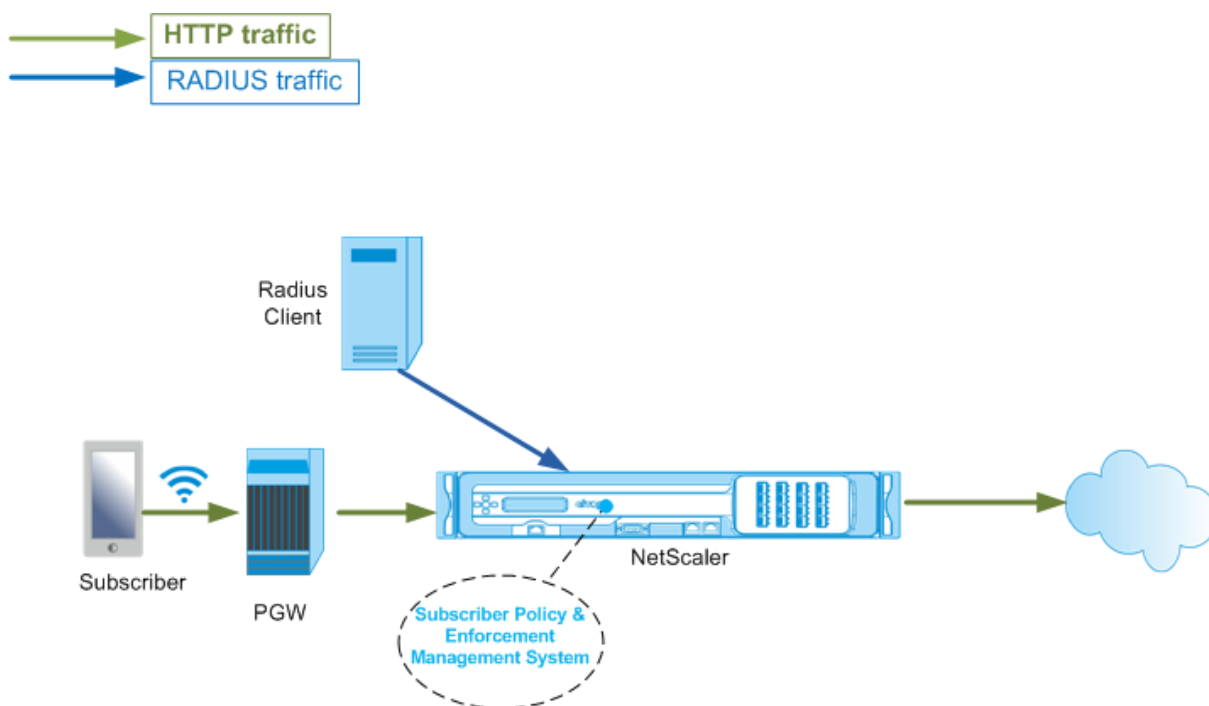 HTTP traffic
RADIUS traffic
Radius
Client
Subscriber
PGW
NetScaler
Subscriber Policy &
Enforcement
Management System